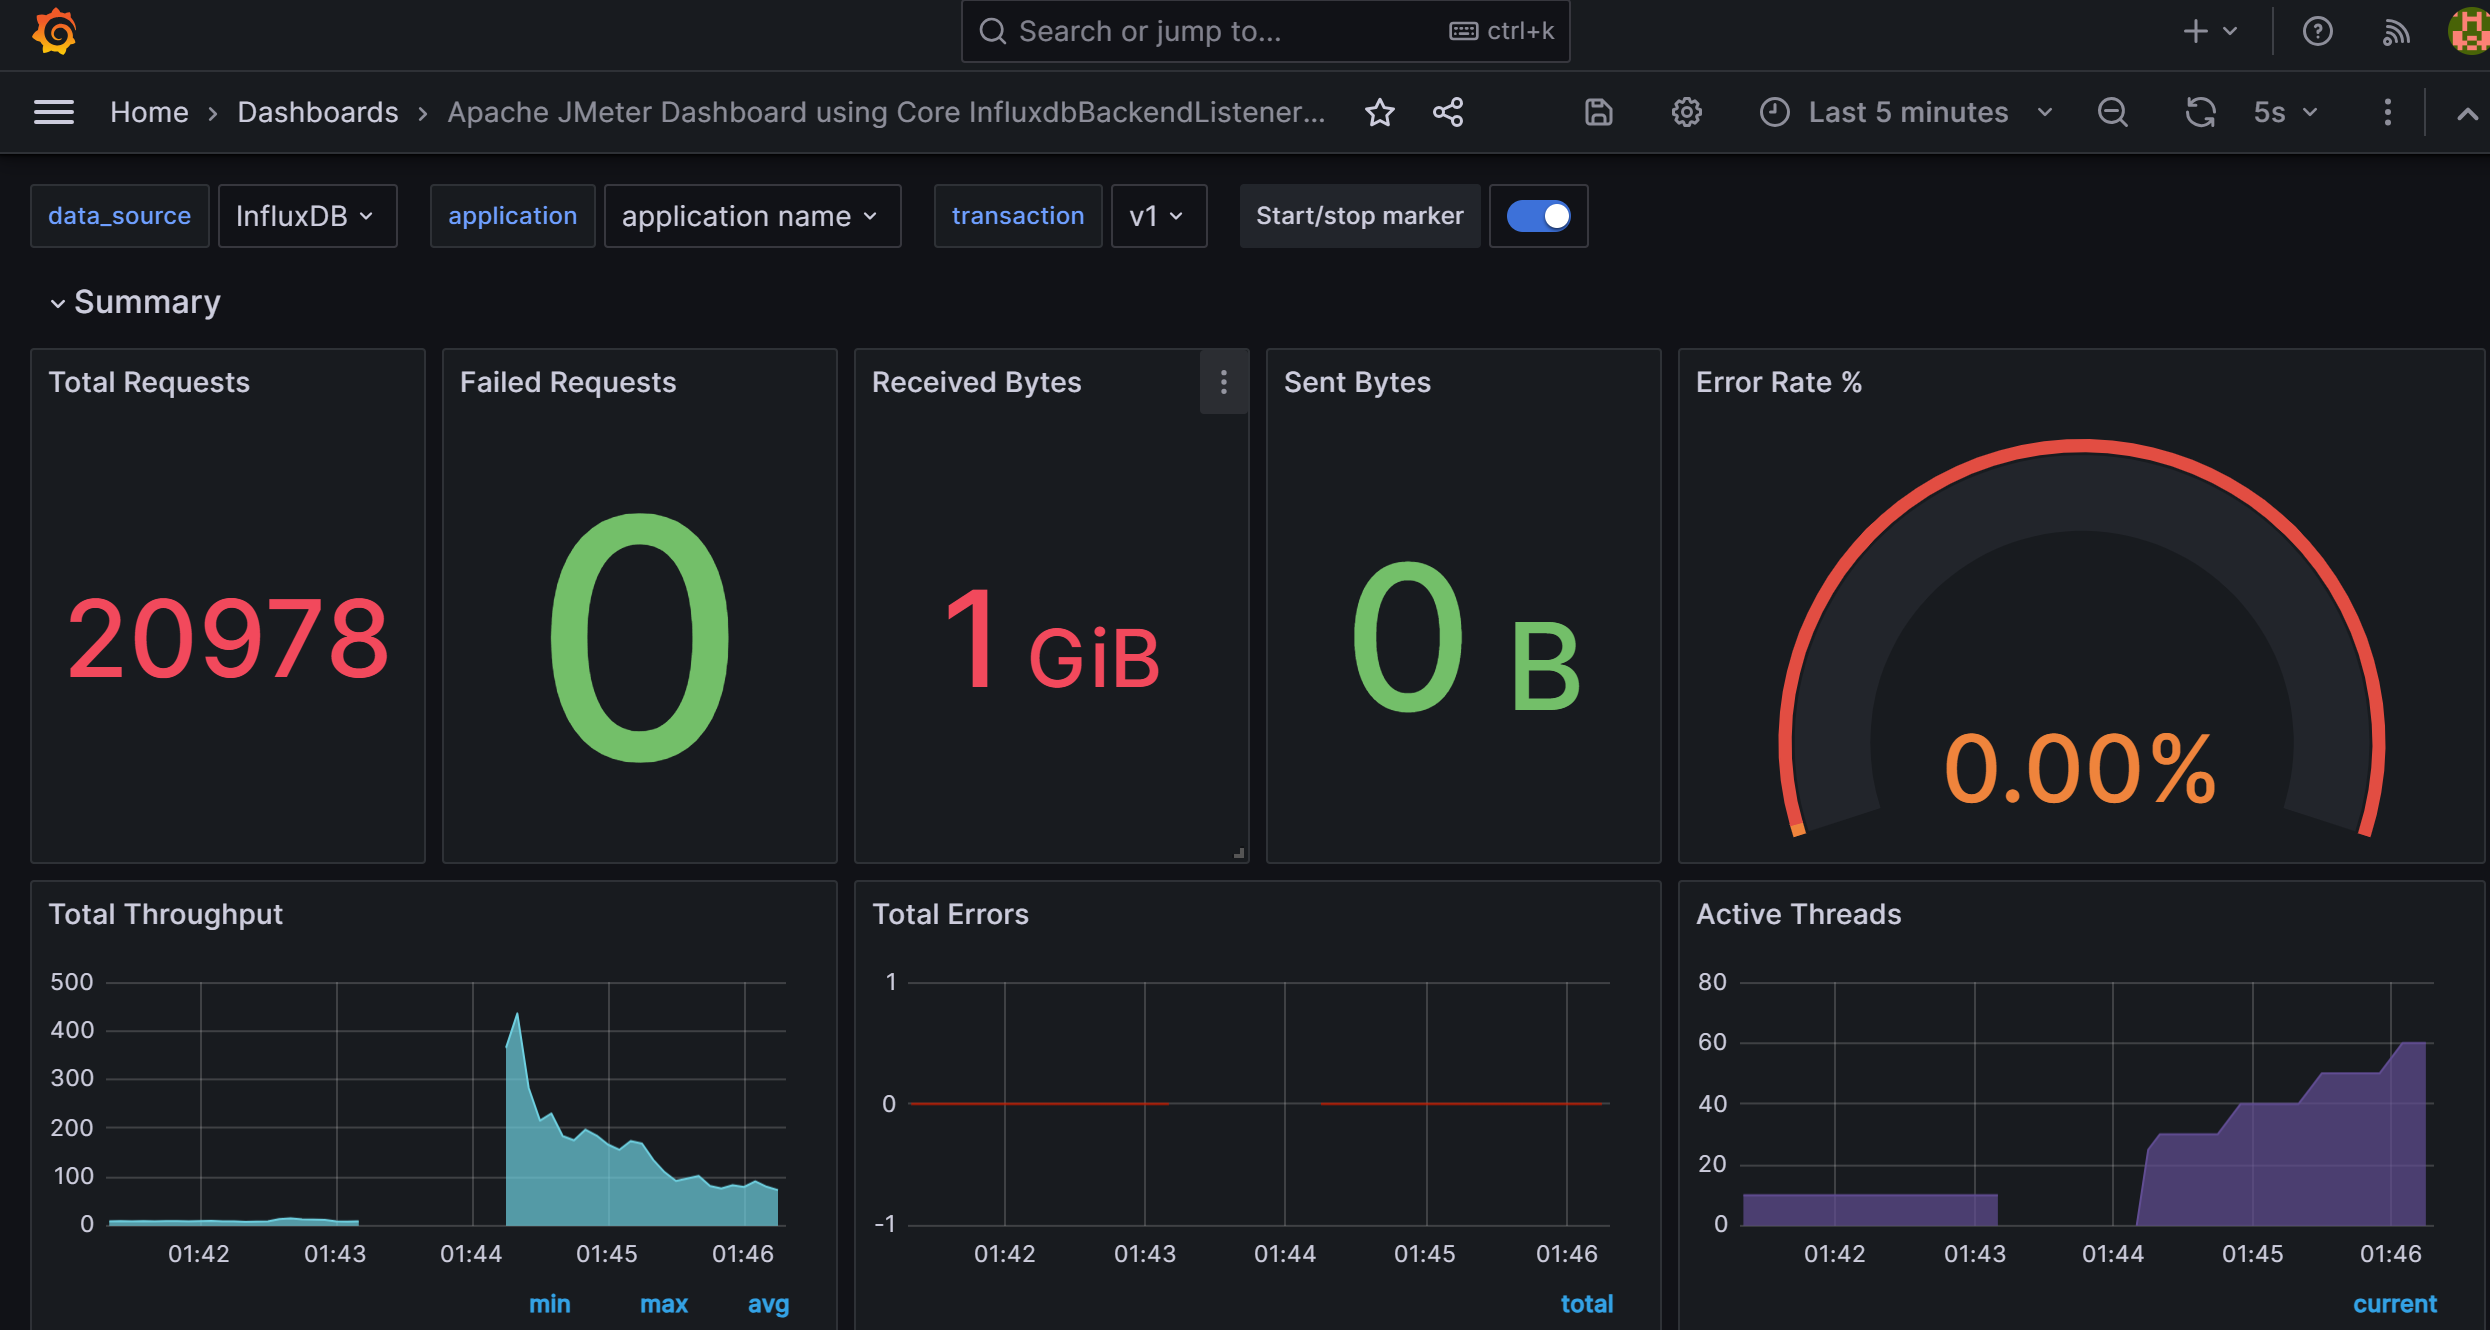 Search or jump to... ctrl+k
Home › Dashboards › Apache JMeter Dashboard using Core InfluxdbBackendListener... Last 5 minutes 5s
data_source InfluxDB application application name transaction v1 Start/stop marker
Summary
Total Requests Failed Requests Received Bytes Sent Bytes Error Rate %
20978 0 1 GiB 0 B 0.00%
Total Throughput
500
400
300
200
100
0
01:42 01:43 01:44 01:45 01:46
min max avg
Total Errors
1
0
-1
01:42 01:43 01:44 01:45 01:46
total
Active Threads
80
60
40
20
0
01:42 01:43 01:44 01:45 01:46
current